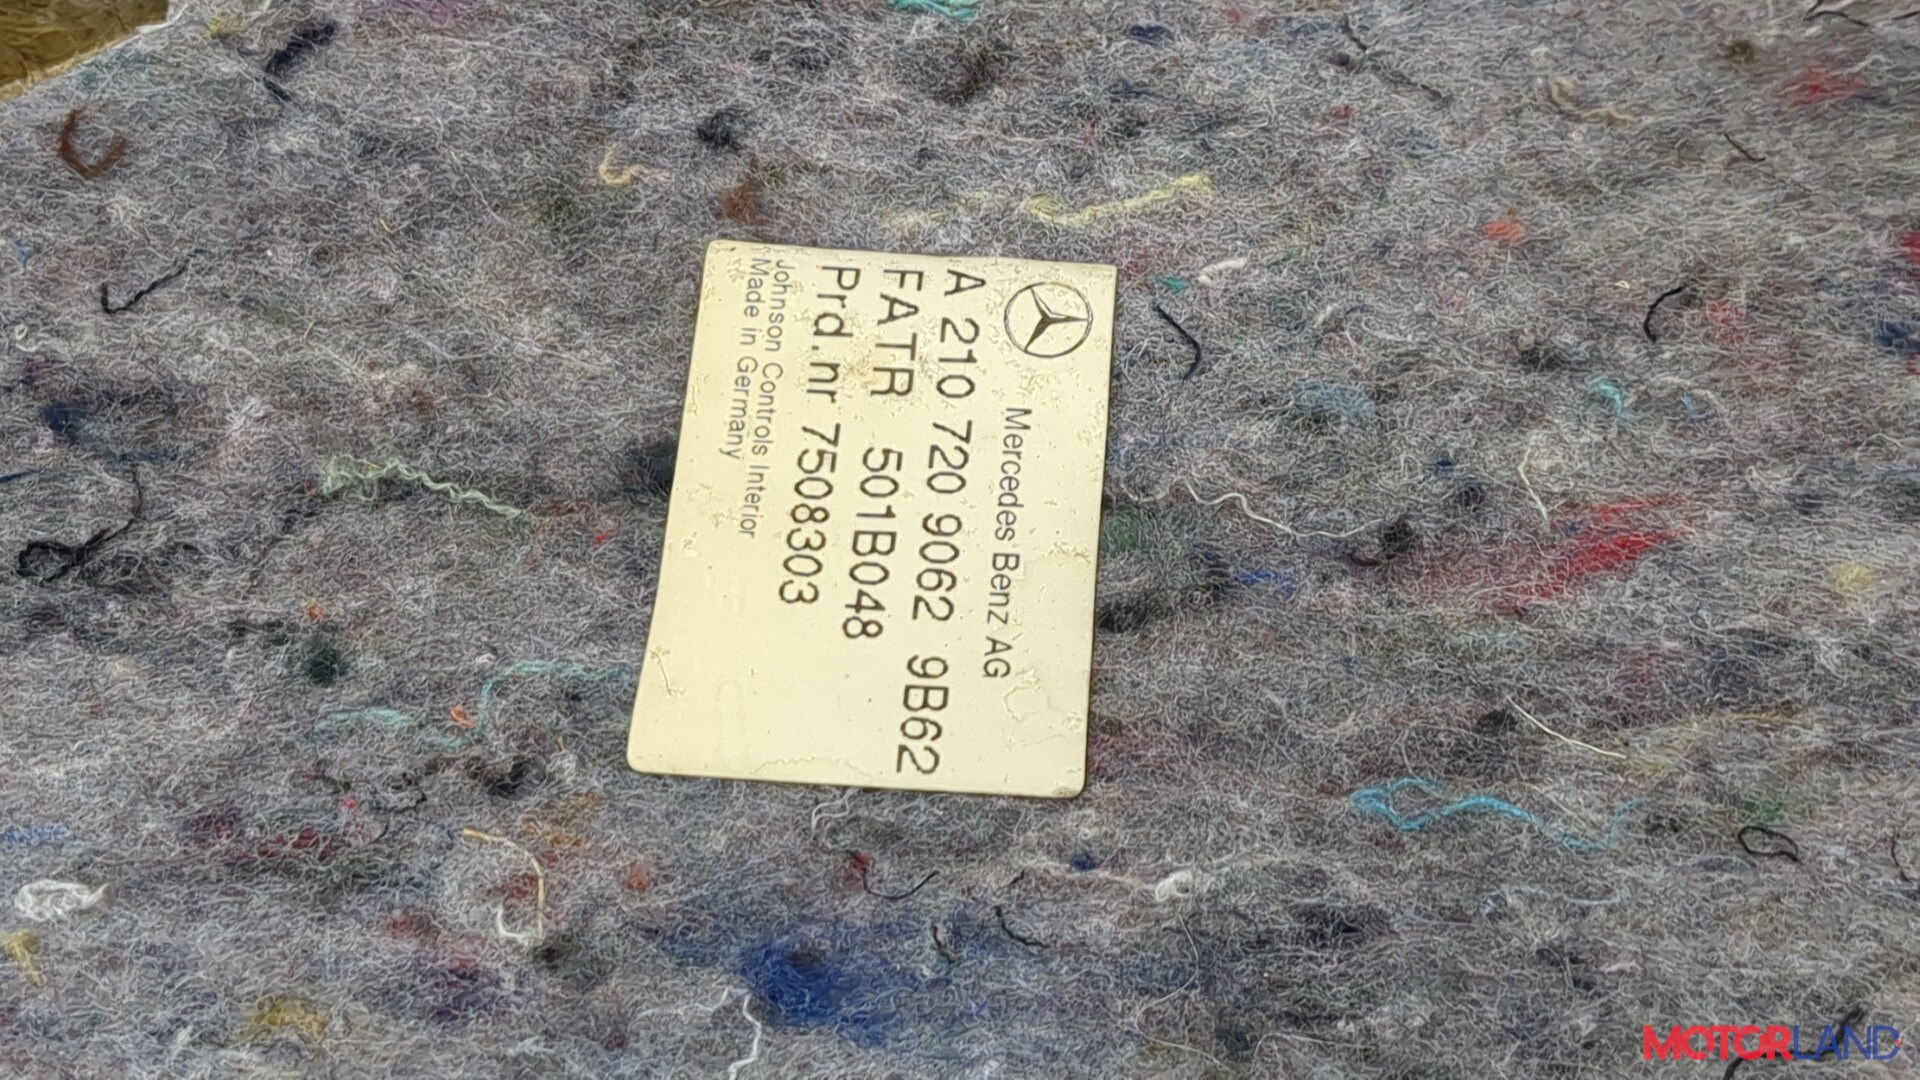 Mercedes Benz AG
A 210 720 9062 9B62
FATR 501B048
Prd.nr 7508303
Johnson Controls Interior
Made in Germany
MOTORLAND